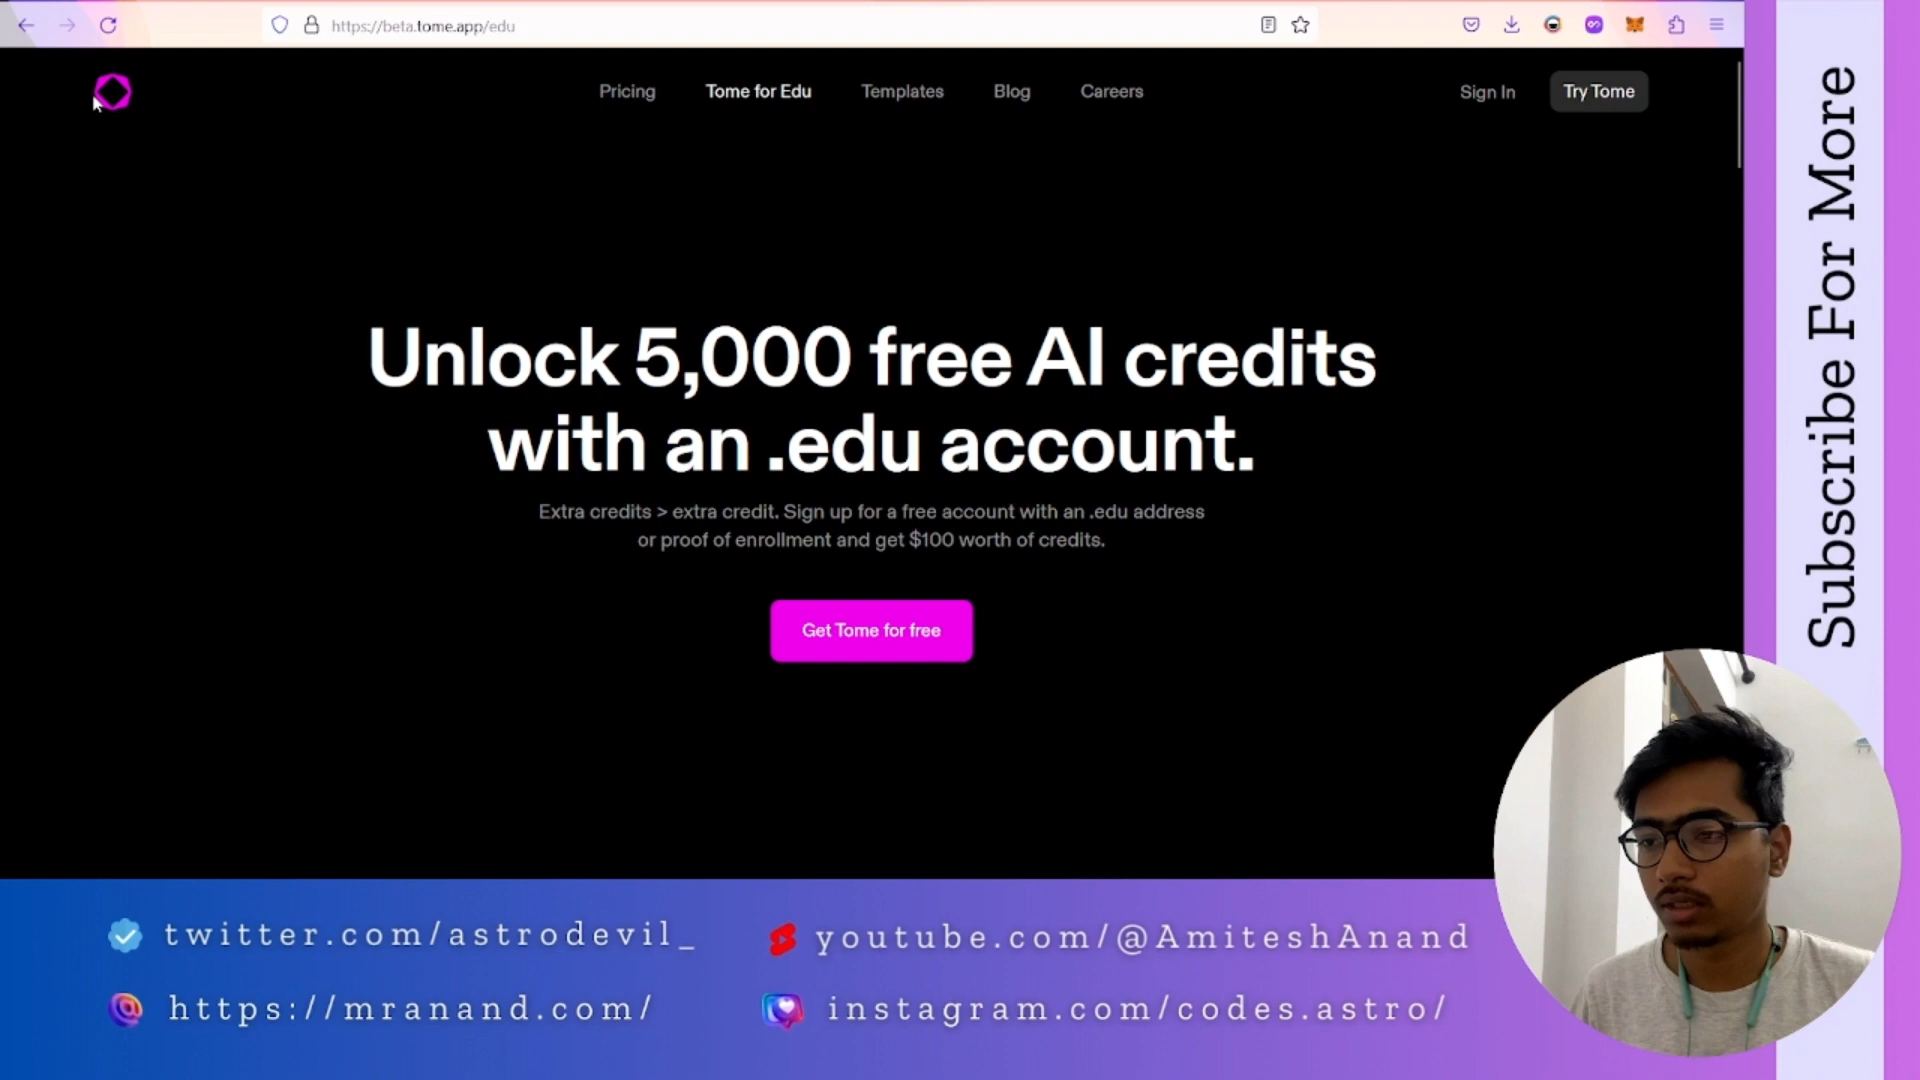 https://beta.tome.app/edu
Pricing
Tome for Edu
Templates
Blog
Careers
Sign In
Try Tome
Unlock 5,000 free AI credits
with an .edu account.
Extra credits > extra credit. Sign up for a free account with an .edu address
or proof of enrollment and get $100 worth of credits.
Get Tome for free
Subscribe For More
twitter.com/astrodevil_
youtube.com/@AmiteshAnand
https://mranand.com/
instagram.com/codes.astro/